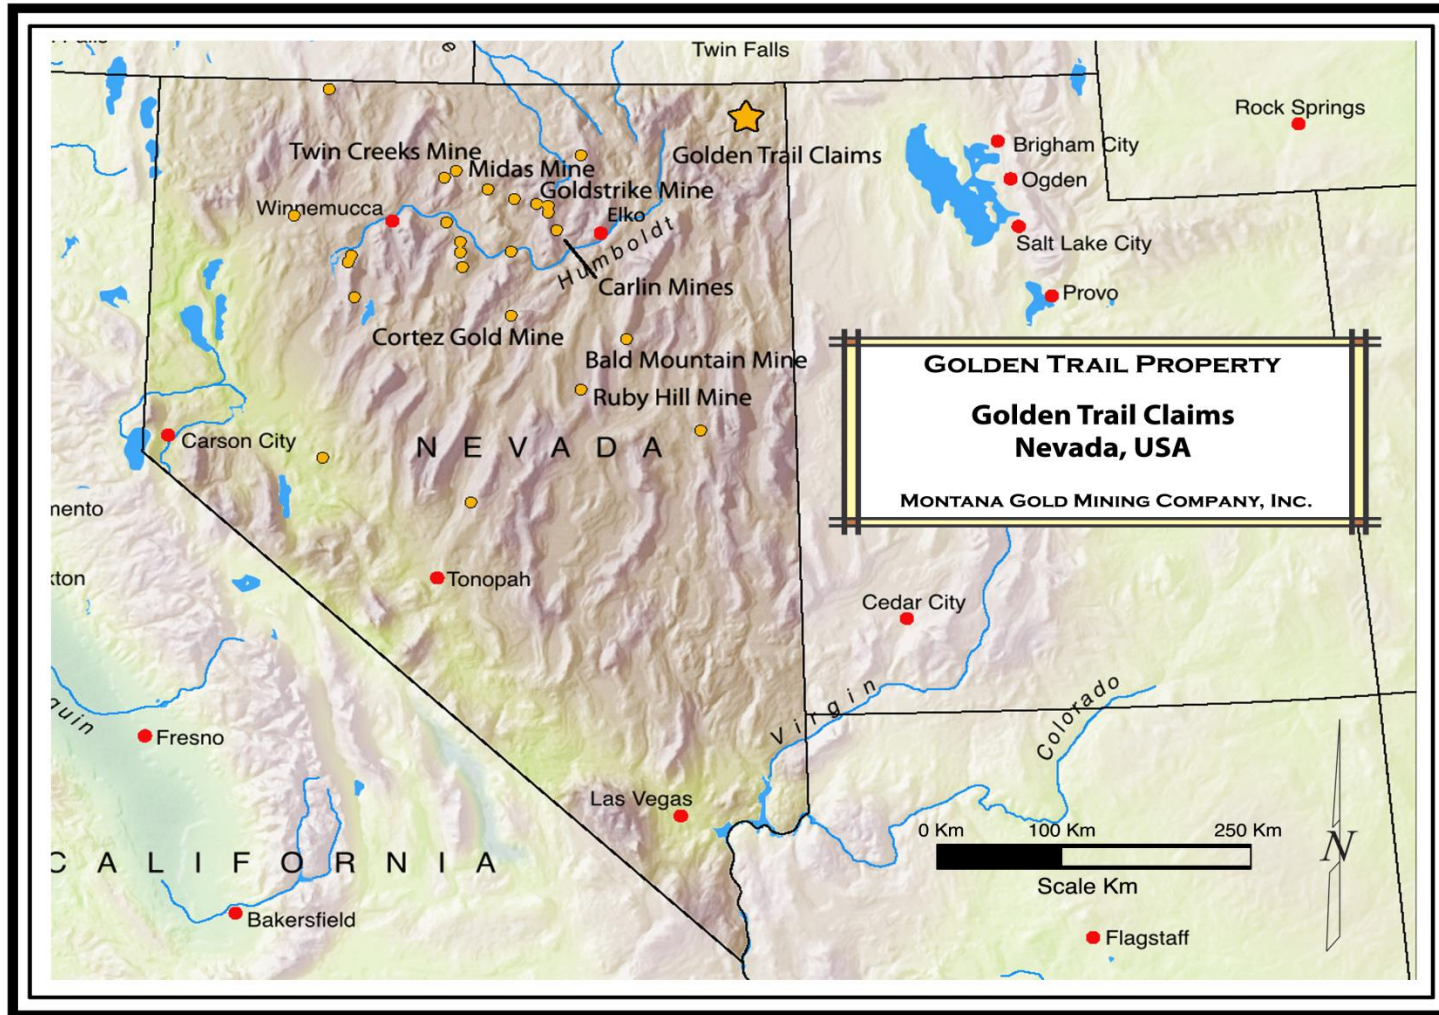 Twin Falls
Rock Springs
Brigham City
Twin Creeks Mine
Golden Trail Claims
Midas Mine
Ogden
Goldstrike Mine
Winnemucca
Elko
Humboldt
Salt Lake City
Carlin Mines
Provo
Cortez Gold Mine
Bald Mountain Mine
Ruby Hill Mine
GOLDEN TRAIL PROPERTY
Golden Trail Claims
Nevada, USA
MONTANA GOLD MINING COMPANY, INC.
Carson City
NEVADA
mento
kton
Tonopah
Cedar City
Virgin
Colorado
quin
Fresno
Las Vegas
0 Km 100 Km 250 Km
Scale Km
N
CALIFORNIA
Bakersfield
Flagstaff